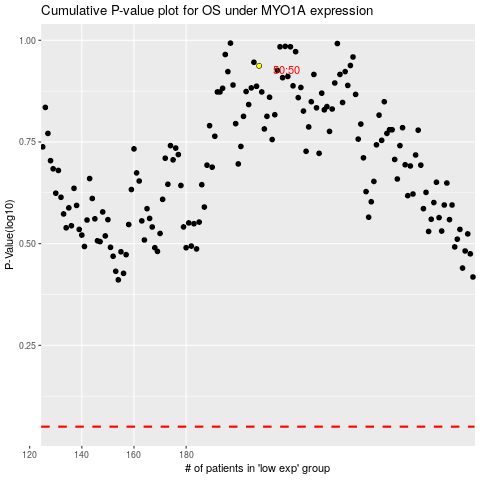 Cumulative P-value plot for OS under MYO1A expression
1.00
50:50
0.75
P-Value(log10)
0.50
0.25
120 140 160 180
# of patients in 'low exp' group